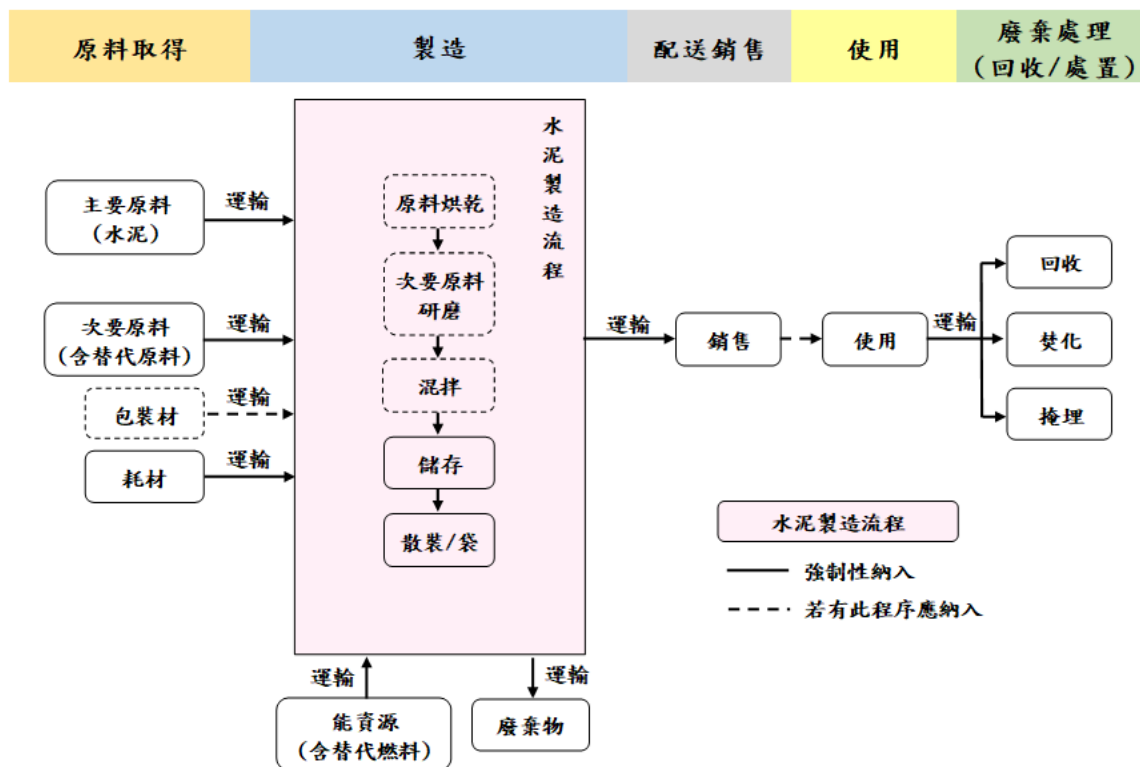 原料取得
製造
配送銷售
使用
廢棄處理
(回收/處置)
水泥製造流程
主要原料
(水泥)
運輸
次要原料
(含替代原料)
運輸
包裝材
運輸
耗材
運輸
原料烘乾
次要原料
研磨
混拌
儲存
散裝/袋
運輸
銷售
使用
運輸
回收
焚化
掩埋
水泥製造流程
強制性納入
若有此程序應納入
運輸
能資源
(含替代燃料)
運輸
廢棄物